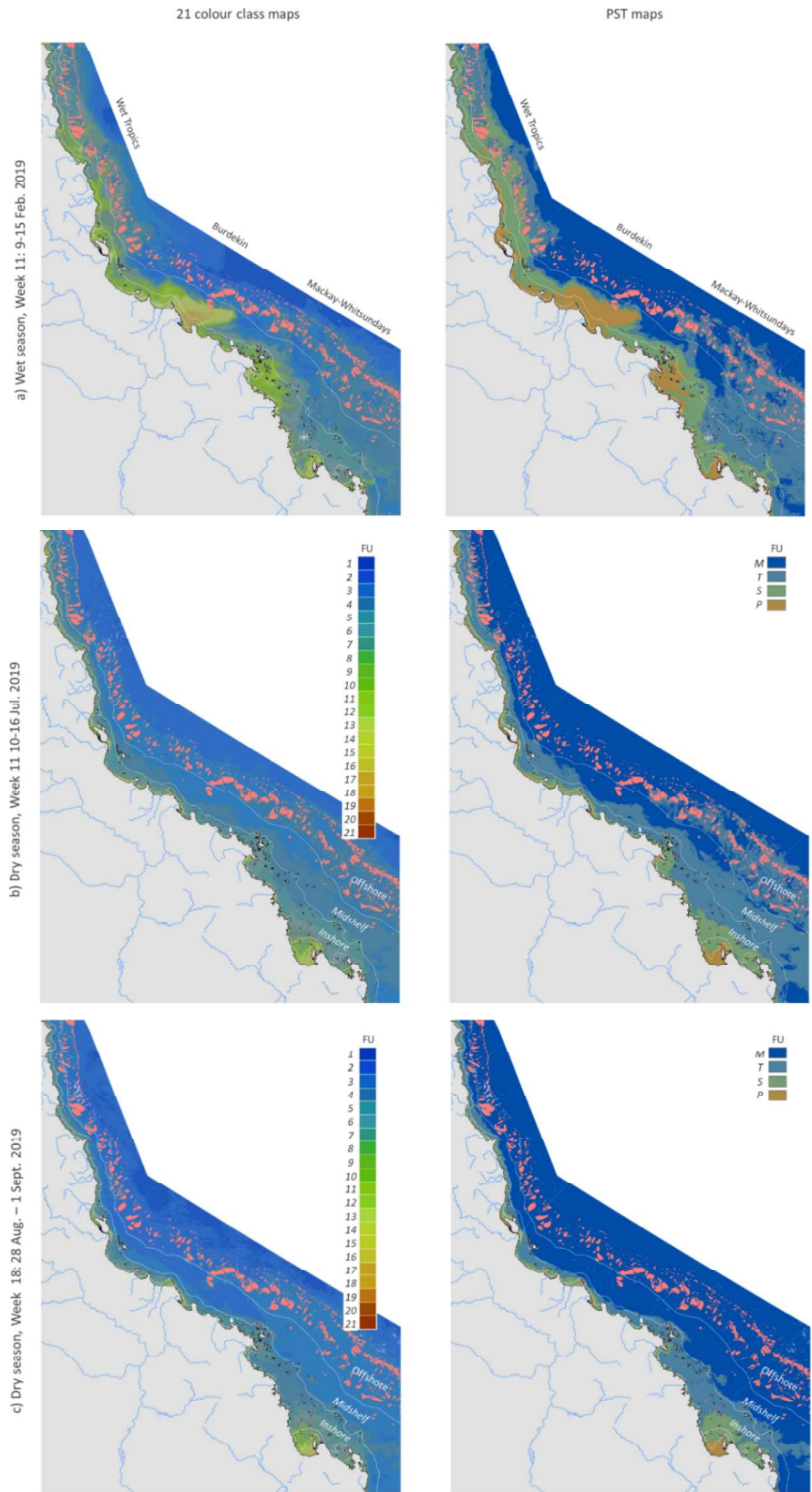 21 colour class maps
PST maps
a) Wet season, Week 11: 9-15 Feb. 2019
Wet Tropics
Burdekin
Mackay-Whitsundays
Wet Tropics
Burdekin
Mackay-Whitsundays
b) Dry season, Week 11 10-16 Jul. 2019
FU
1
2
3
4
5
6
7
8
9
10
11
12
13
14
15
16
17
18
19
20
21
Offshore
Midshelf
Inshore
FU
M
T
S
P
Offshore
Midshelf
Inshore
c) Dry season, Week 18: 28 Aug. – 1 Sept. 2019
FU
1
2
3
4
5
6
7
8
9
10
11
12
13
14
15
16
17
18
19
20
21
Offshore
Midshelf
Inshore
FU
M
T
S
P
Offshore
Midshelf
Inshore